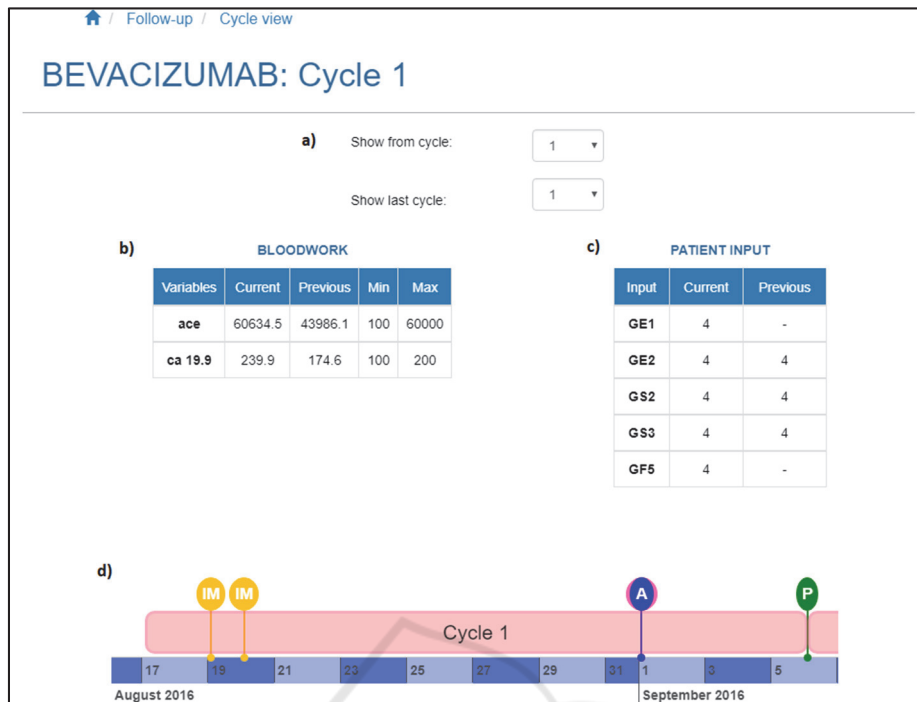 / Follow-up / Cycle view
BEVACIZUMAB: Cycle 1
a) Show from cycle: 1
Show last cycle: 1
b) BLOODWORK
Variables Current Previous Min Max
ace 60634.5 43986.1 100 60000
ca 19.9 239.9 174.6 100 200
c) PATIENT INPUT
Input Current Previous
GE1 4 -
GE2 4 4
GS2 4 4
GS3 4 4
GF5 4 -
d)
IM IM A P
Cycle 1
17 19 21 23 25 27 29 31 1 3 5
August 2016 September 2016